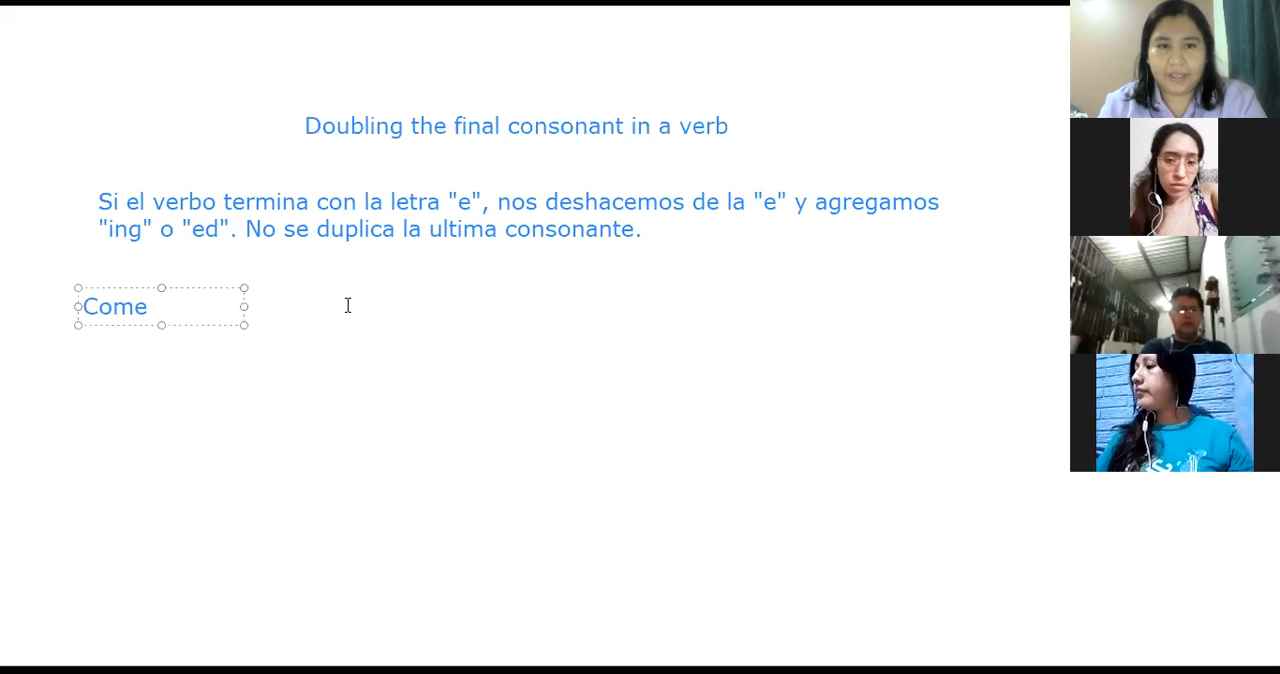 Doubling the final consonant in a verb
Si el verbo termina con la letra "e", nos deshacemos de la "e" y agregamos
"ing" o "ed". No se duplica la ultima consonante.
Come